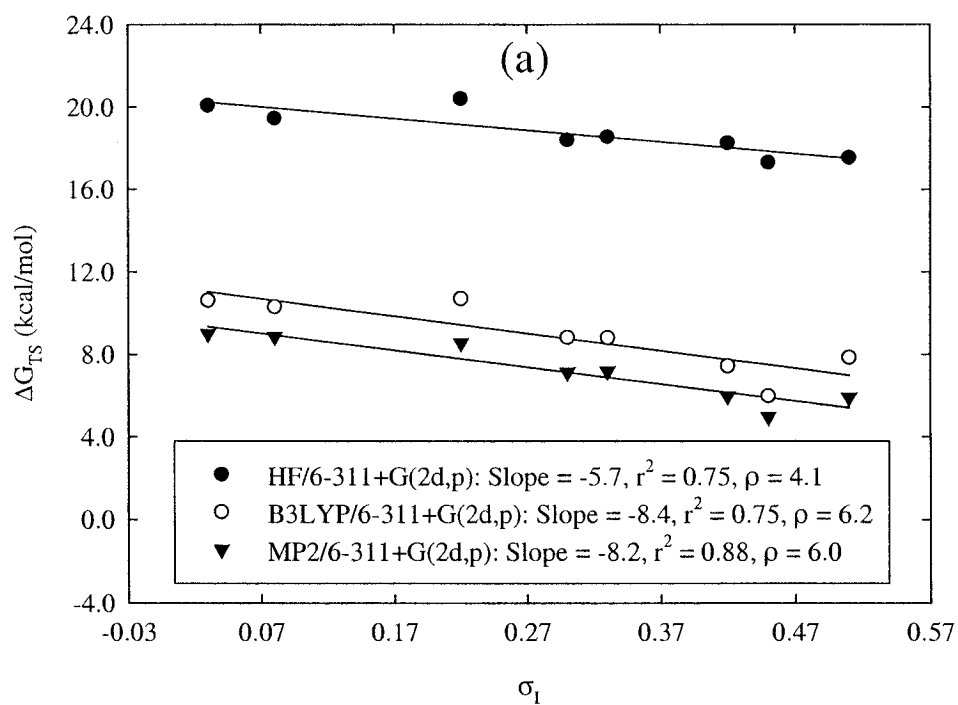 (a)
24.0
20.0
16.0
12.0
8.0
4.0
0.0
-4.0
ΔG_TS (kcal/mol)
HF/6-311+G(2d,p): Slope = -5.7, r² = 0.75, ρ = 4.1
B3LYP/6-311+G(2d,p): Slope = -8.4, r² = 0.75, ρ = 6.2
MP2/6-311+G(2d,p): Slope = -8.2, r² = 0.88, ρ = 6.0
-0.03 0.07 0.17 0.27 0.37 0.47 0.57
σ_I